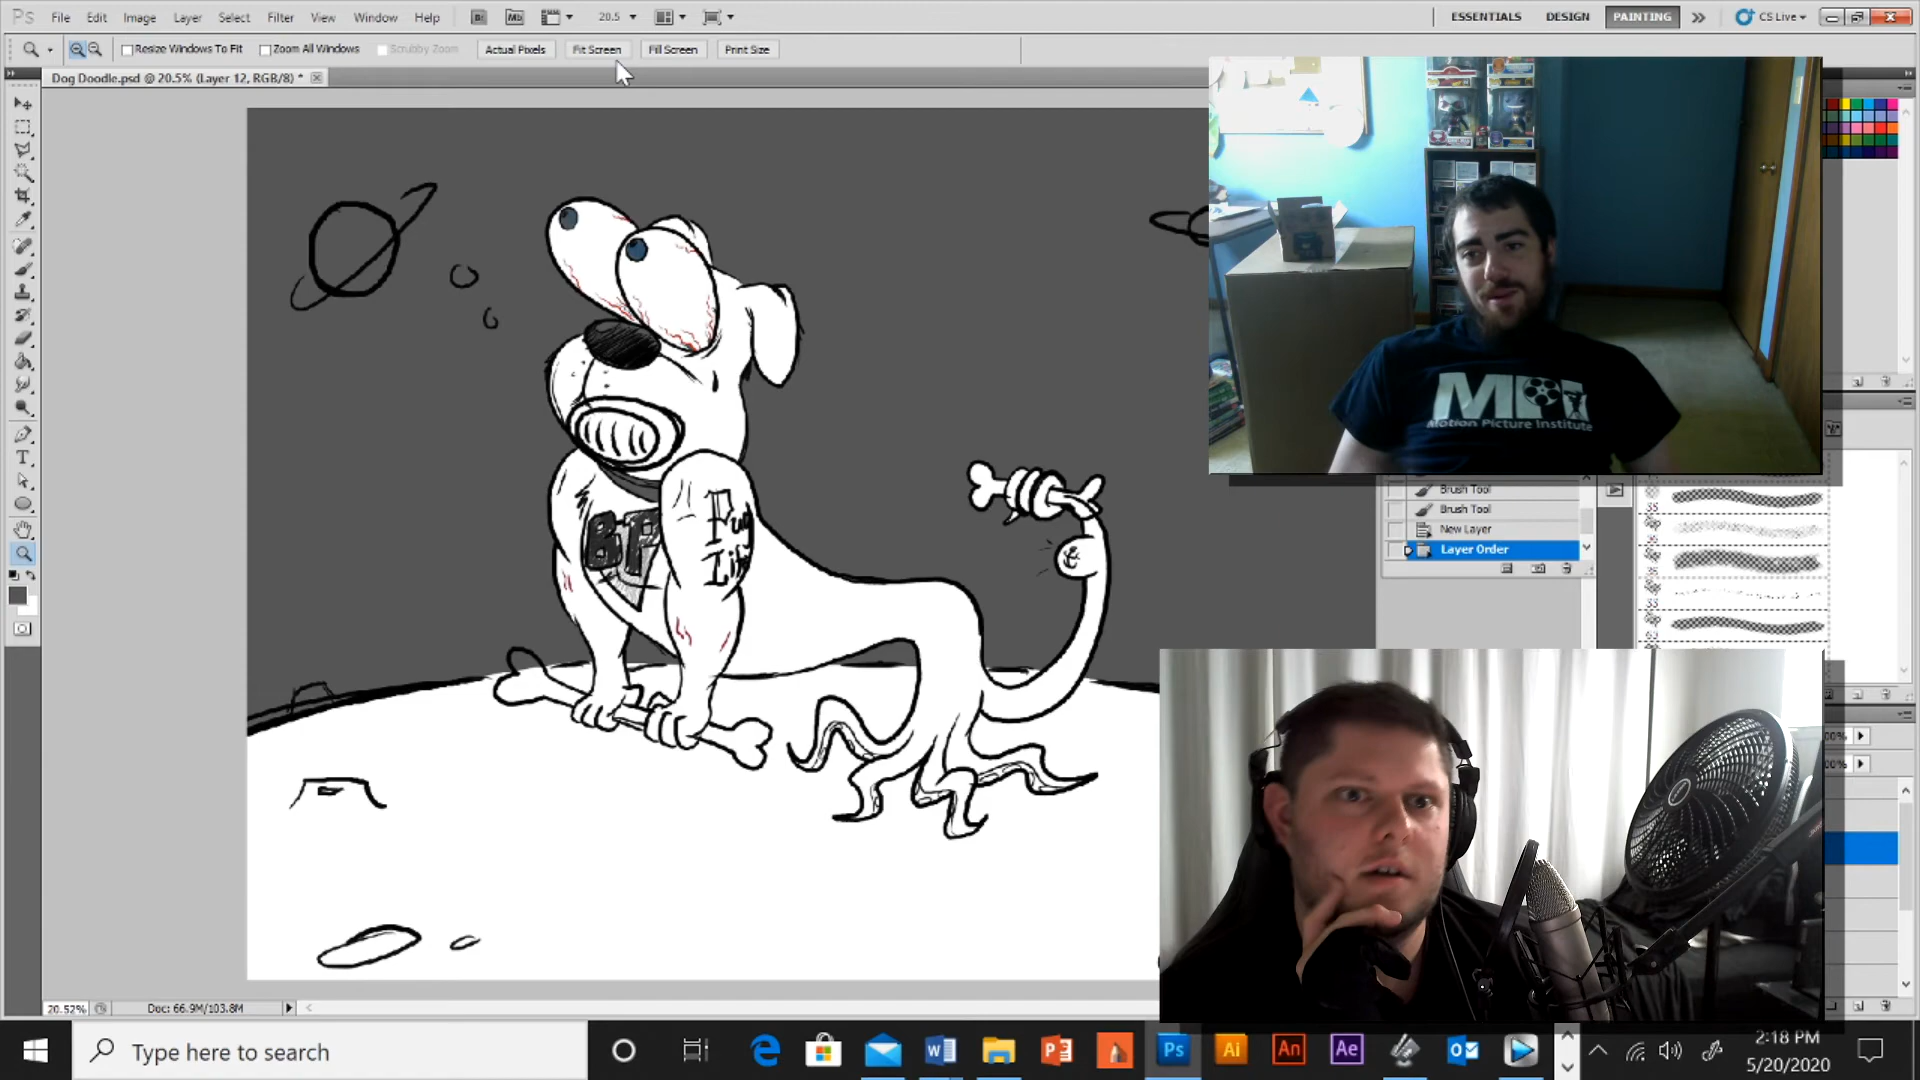 Ps File Edit Image Layer Select Filter View Window Help Br Mb 20.5 ESSENTIALS DESIGN PAINTING CS Live
Resize Windows To Fit Zoom All Windows Scrubby Zoom Actual Pixels Fit Screen Fill Screen Print Size
Dog Doodle.psd @ 20.5% (Layer 12, RGB/8) *
MPI
Motion Picture Institute
Brush Tool
Brush Tool
New Layer
Layer Order
Pug
BP
20.52% Doc: 66.9M/103.8M
Type here to search
Ps Ai An Ae
2:18 PM
5/20/2020